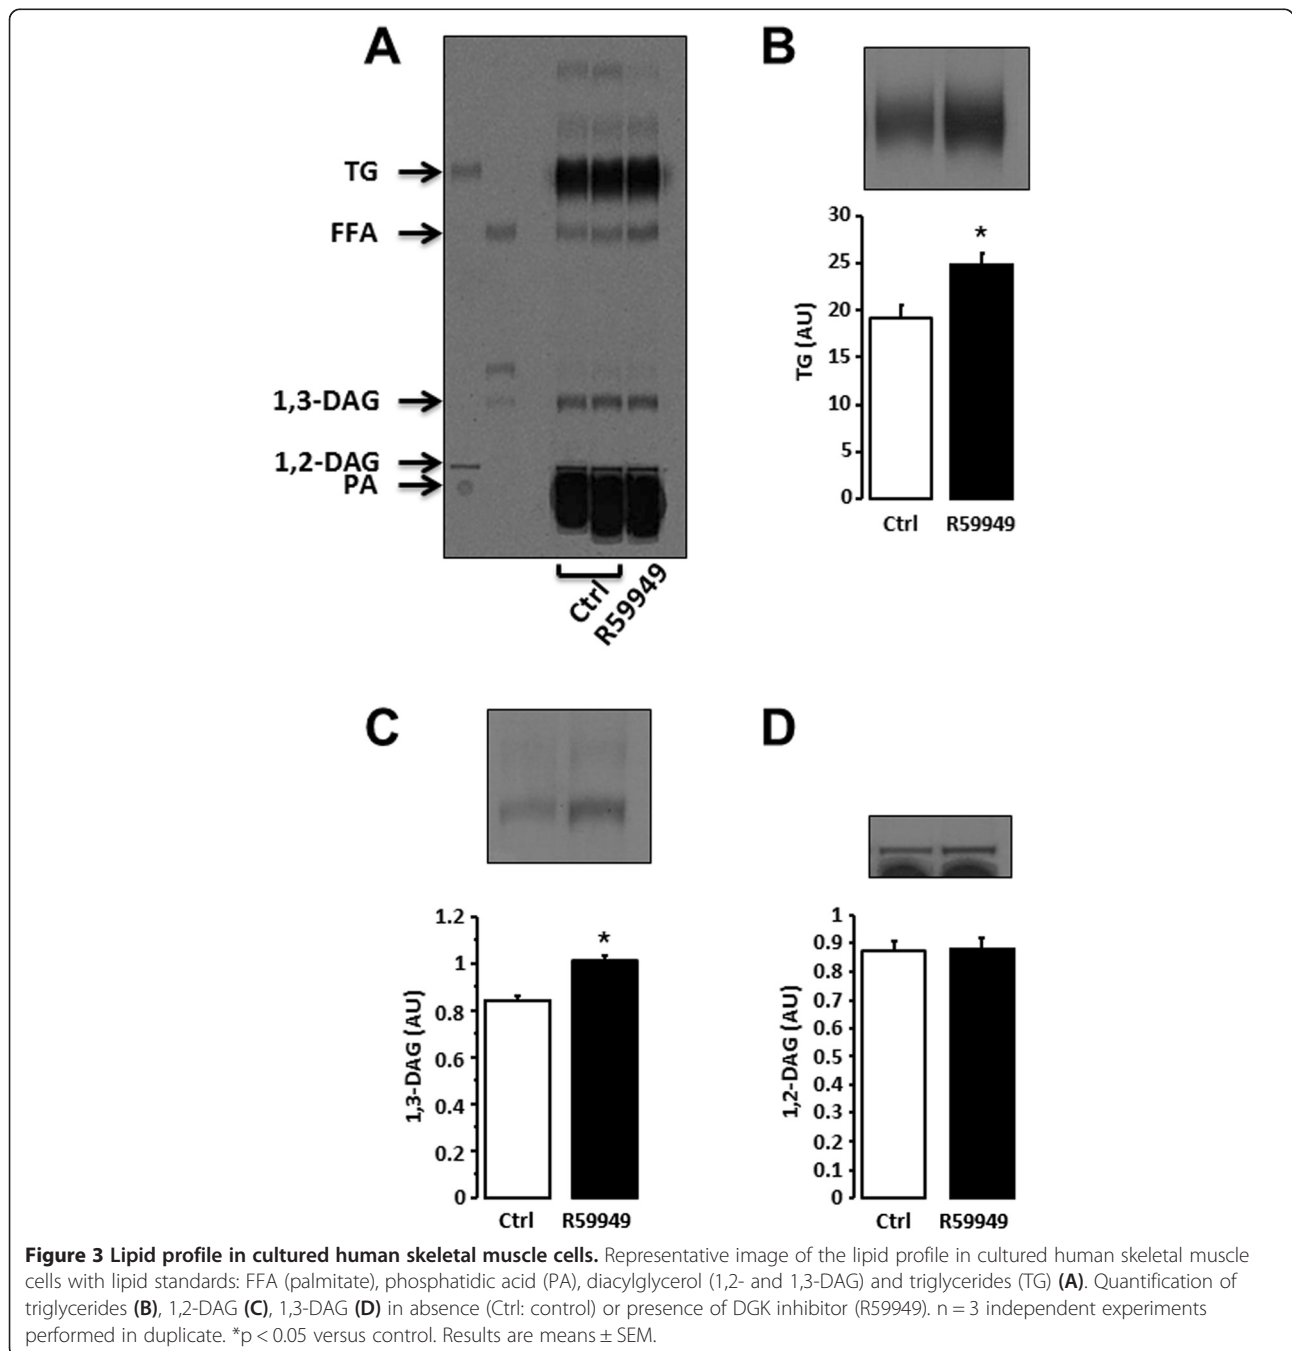 A
TG
FFA
1,3-DAG
1,2-DAG
PA
Ctrl
R59949
B
30
25
20
15
10
5
0
TG (AU)
*
Ctrl
R59949
C
1.2
1
0.8
0.6
0.4
0.2
0
1,3-DAG (AU)
*
Ctrl
R59949
D
1
0.9
0.8
0.7
0.6
0.5
0.4
0.3
0.2
0.1
0
1,2-DAG (AU)
Ctrl
R59949
Figure 3 Lipid profile in cultured human skeletal muscle cells. Representative image of the lipid profile in cultured human skeletal muscle
cells with lipid standards: FFA (palmitate), phosphatidic acid (PA), diacylglycerol (1,2- and 1,3-DAG) and triglycerides (TG) (A). Quantification of
triglycerides (B), 1,2-DAG (C), 1,3-DAG (D) in absence (Ctrl: control) or presence of DGK inhibitor (R59949). n = 3 independent experiments
performed in duplicate. *p < 0.05 versus control. Results are means ± SEM.